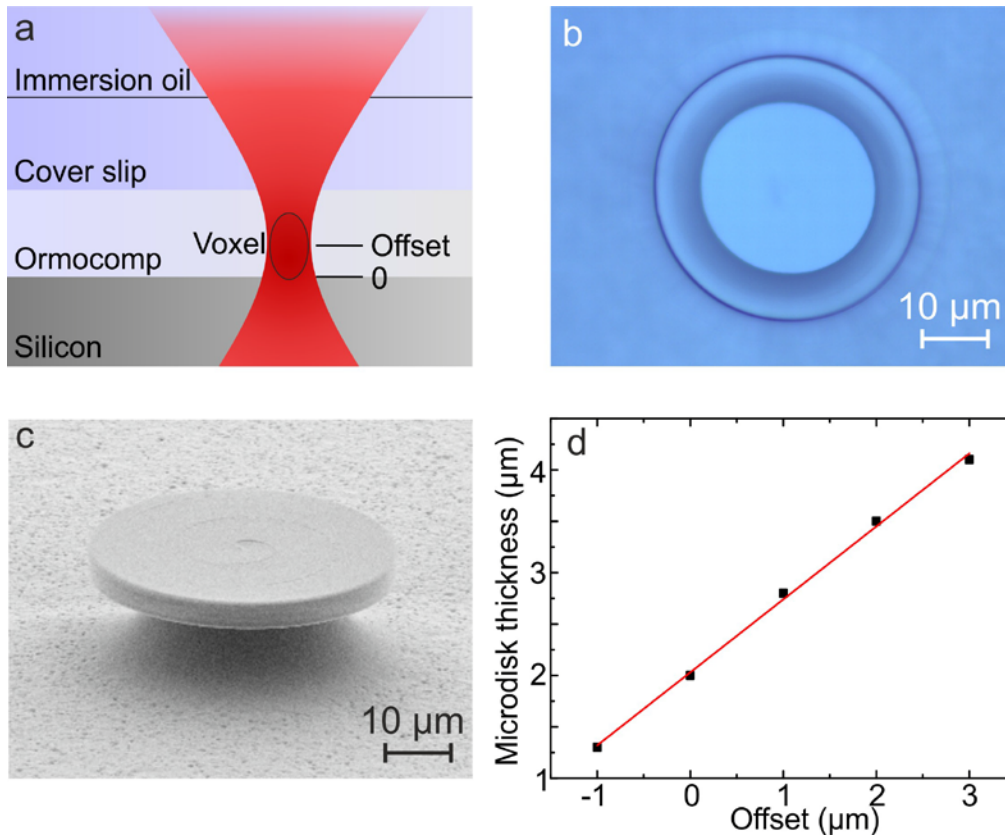 a
Immersion oil
Cover slip
Voxel
Offset
Ormocomp
0
Silicon
b
10 µm
c
10 µm
d
Microdisk thickness (µm)
4
3
2
1
-1 0 1 2 3
Offset (µm)